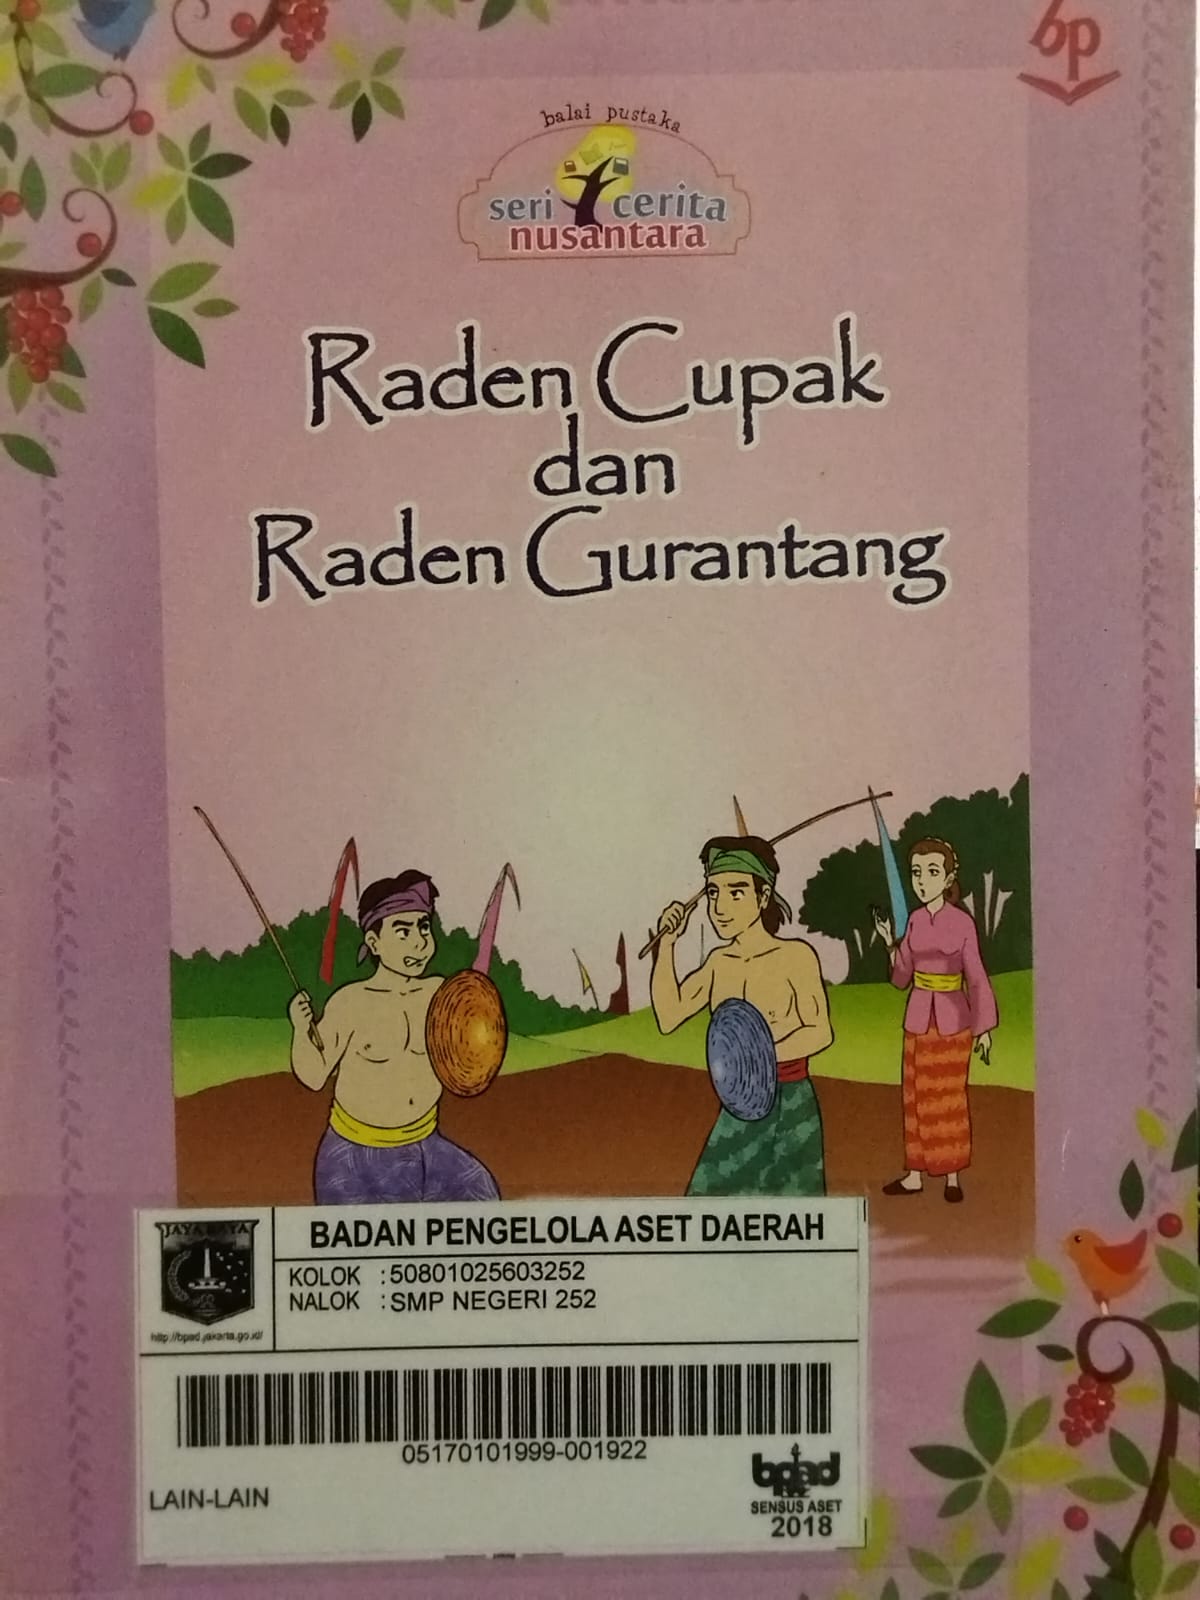 bp
balai pustaka
seri cerita
nusantara
Raden Cupak
dan
Raden Gurantang
JAYA RAYA
http://bpad.jakarta.go.id/
BADAN PENGELOLA ASET DAERAH
KOLOK : 50801025603252
NALOK : SMP NEGERI 252
05170101999-001922
LAIN-LAIN
bpad
SENSUS ASET
2018